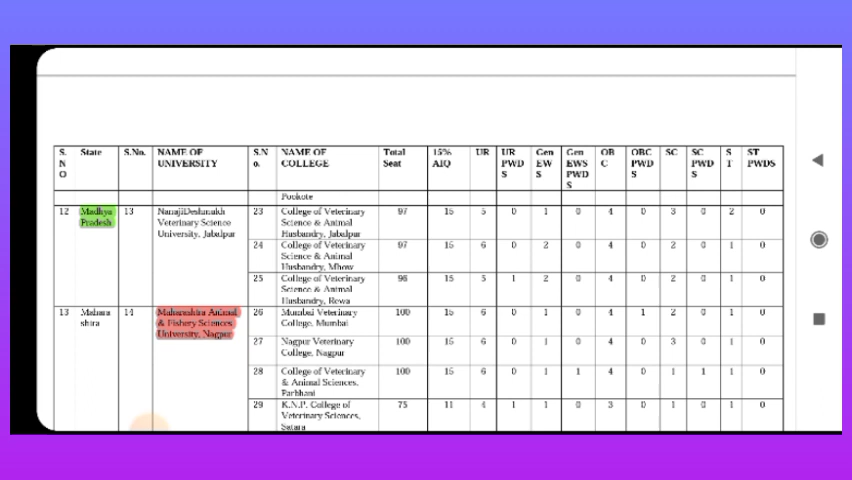 S. N O State S.No. NAME OF UNIVERSITY S.N o. NAME OF COLLEGE Total Seat 15% AIQ UR UR PWD S Gen EW S Gen EWS PWD S OB C OBC PWD S SC SC PWD S S T ST PWDS
Pookote
12 Madhya Pradesh 13 NanajiDeshmukh Veterinary Science University, Jabalpur 23 College of Veterinary Science & Animal Husbandry, Jabalpur 97 15 5 0 1 0 4 0 3 0 2 0
24 College of Veterinary Science & Animal Husbandry, Mhow 97 15 6 0 2 0 4 0 2 0 1 0
25 College of Veterinary Science & Animal Husbandry, Rewa 96 15 5 1 2 0 4 0 2 0 1 0
13 Mahara shtra 14 Maharashtra Animal & Fishery Sciences University, Nagpur 26 Mumbai Veterinary College, Mumbai 100 15 6 0 1 0 4 1 2 0 1 0
27 Nagpur Veterinary College, Nagpur 100 15 6 0 1 0 4 0 3 0 1 0
28 College of Veterinary & Animal Sciences, Parbhani 100 15 6 0 1 1 4 0 1 1 1 0
29 K.N.P. College of Veterinary Sciences, Satara 75 11 4 1 1 0 3 0 1 0 1 0